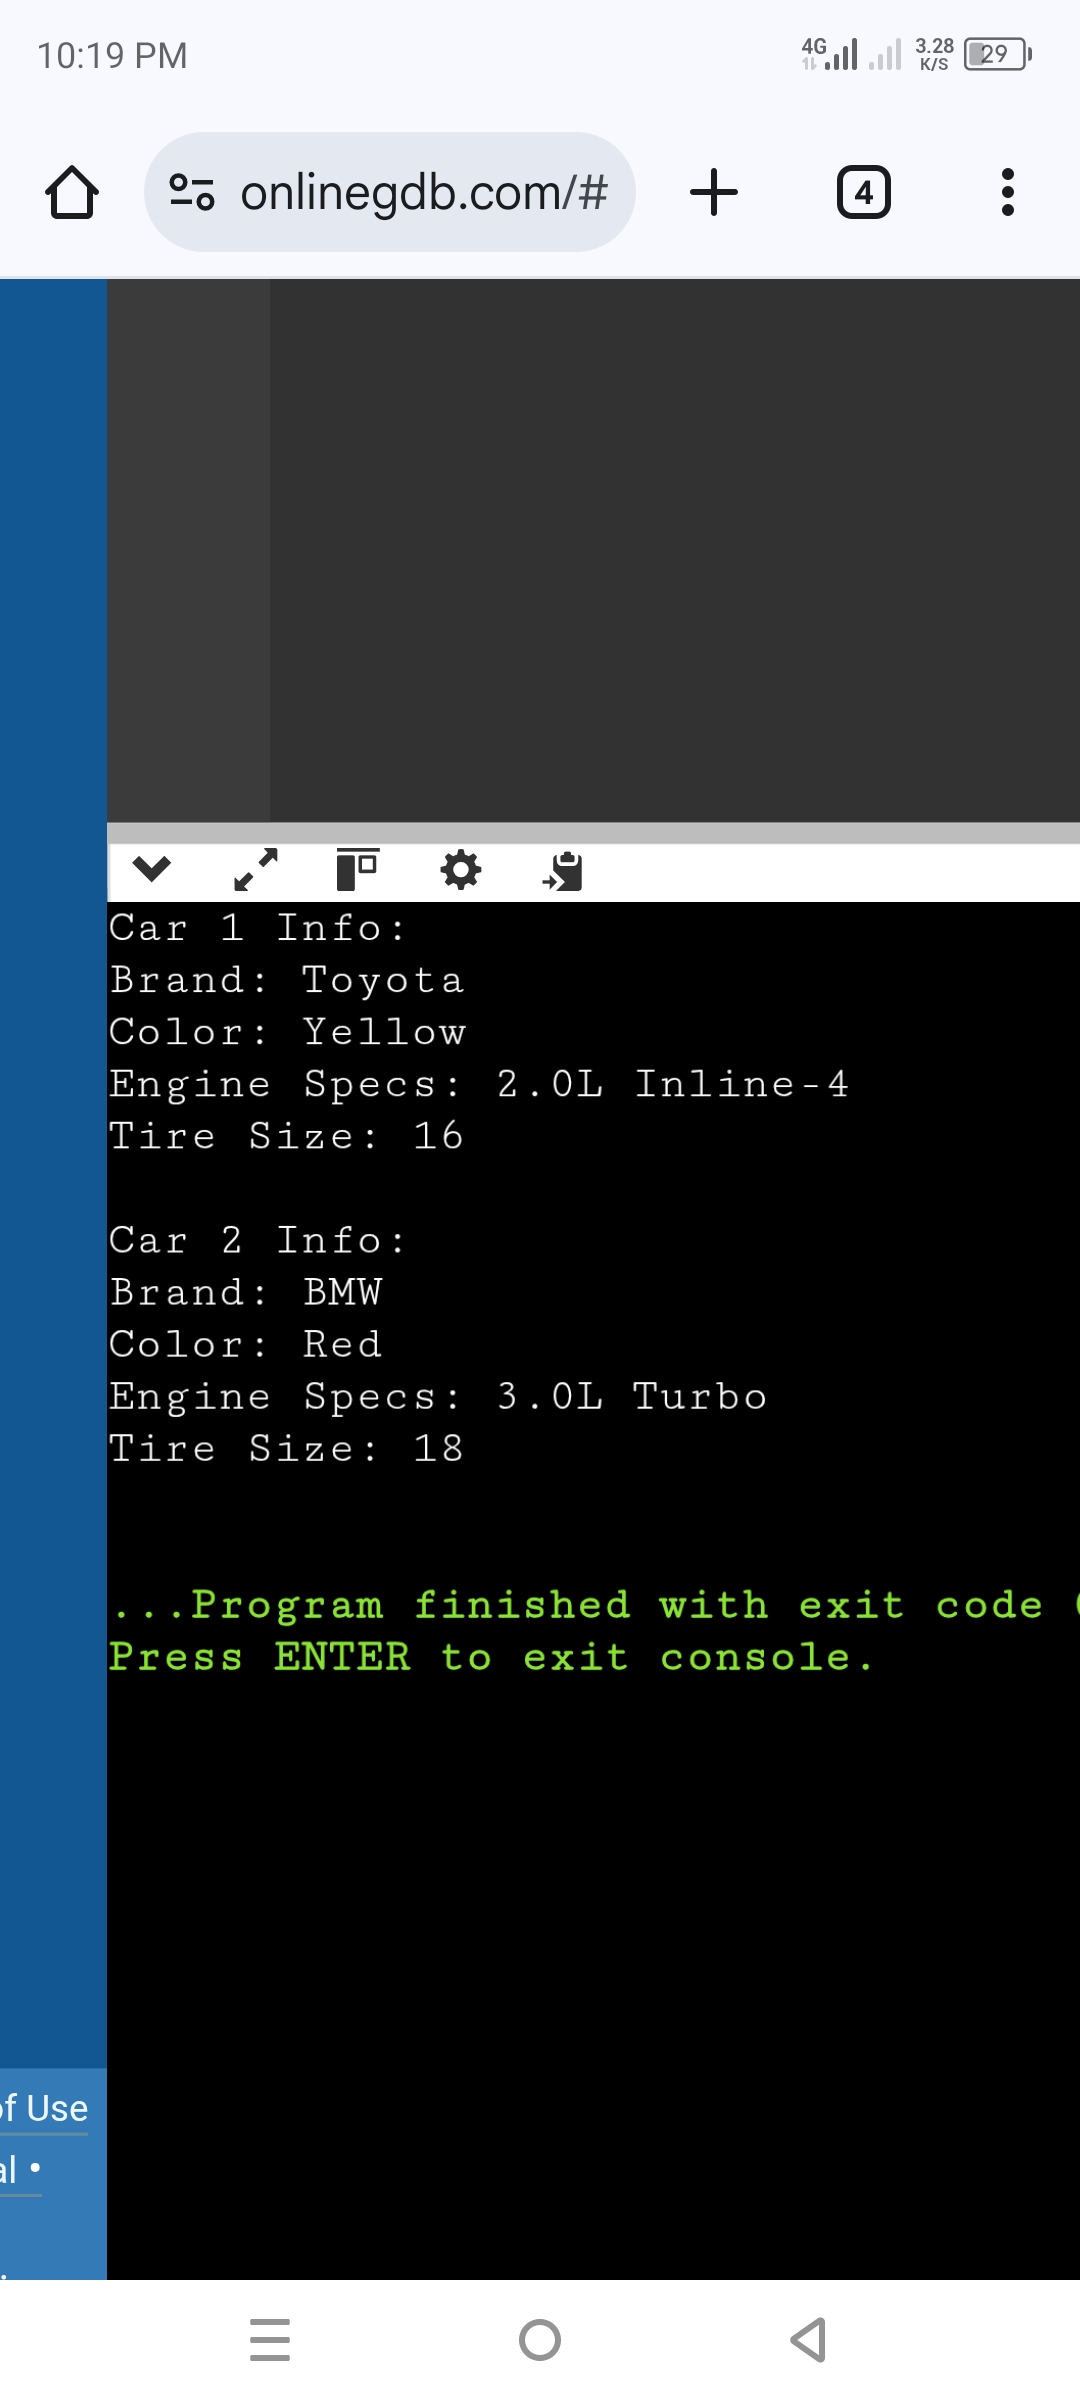 10:19 PM
4G
3.28
K/S
29
onlinegdb.com/#
4
Car 1 Info:
Brand: Toyota
Color: Yellow
Engine Specs: 2.0L Inline-4
Tire Size: 16
Car 2 Info:
Brand: BMW
Color: Red
Engine Specs: 3.0L Turbo
Tire Size: 18
...Program finished with exit code
Press ENTER to exit console.
of Use
al •